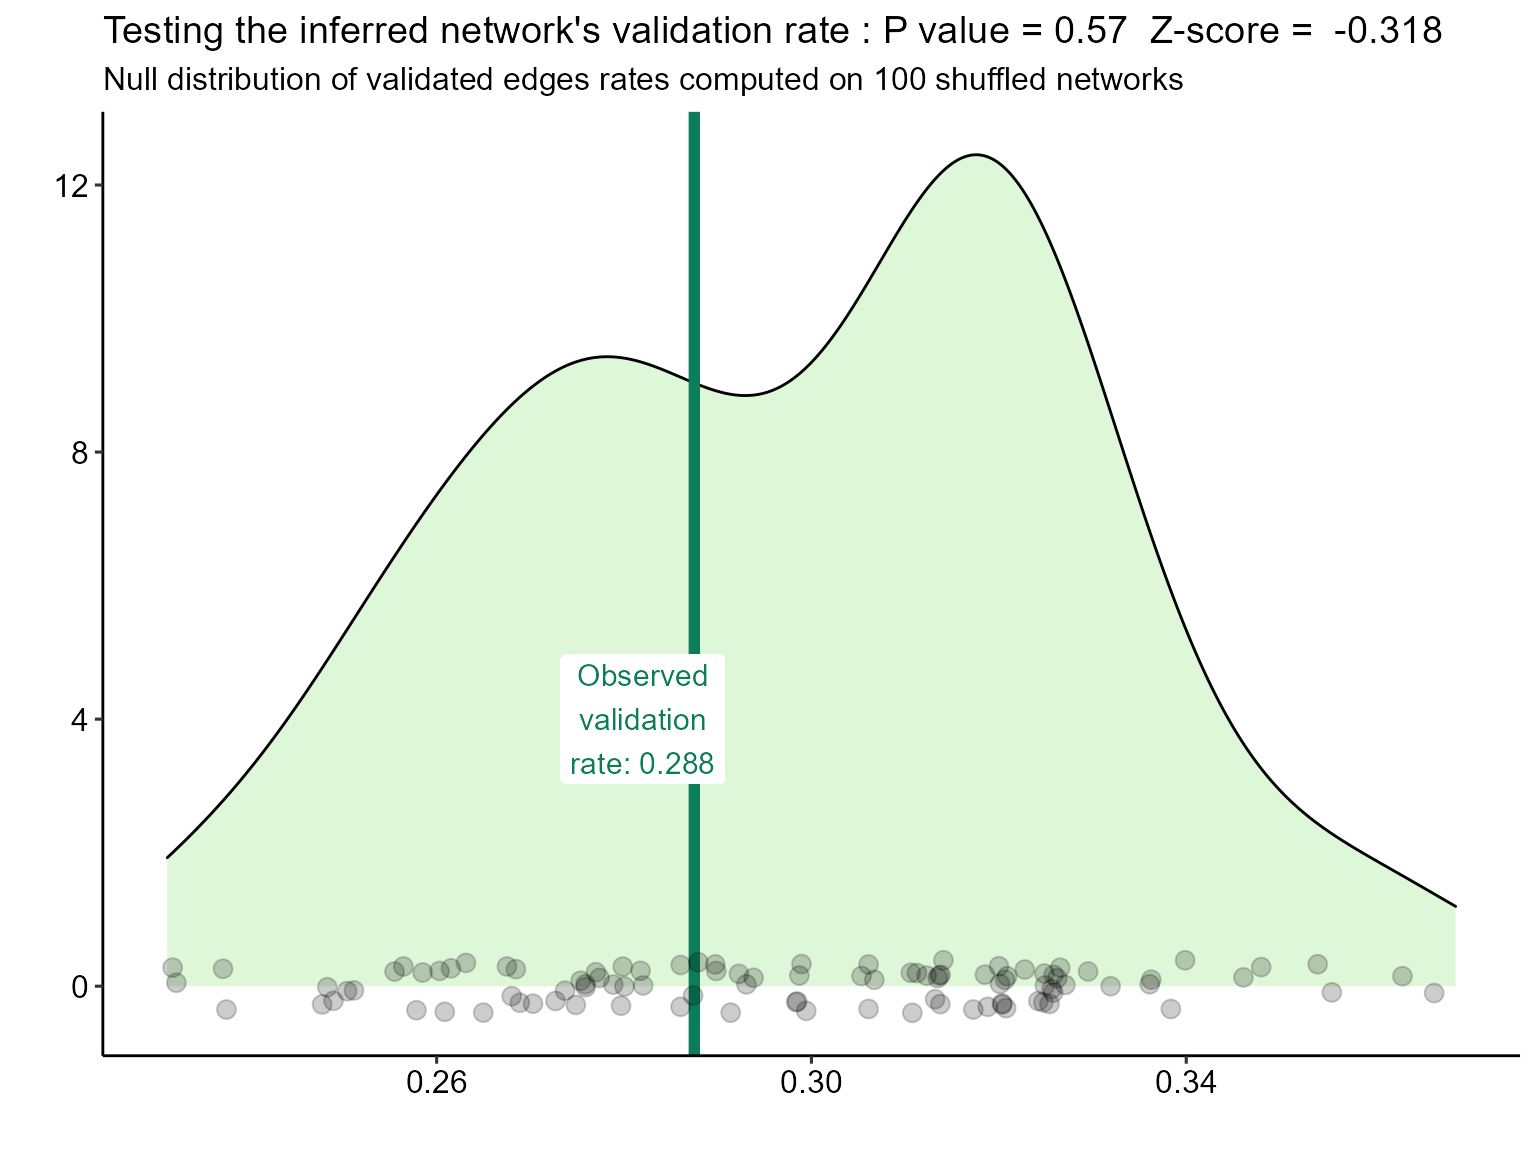 Testing the inferred network's validation rate : P value = 0.57  Z-score =  -0.318
Null distribution of validated edges rates computed on 100 shuffled networks
12
8
4
0
Observed
validation
rate: 0.288
0.26
0.30
0.34